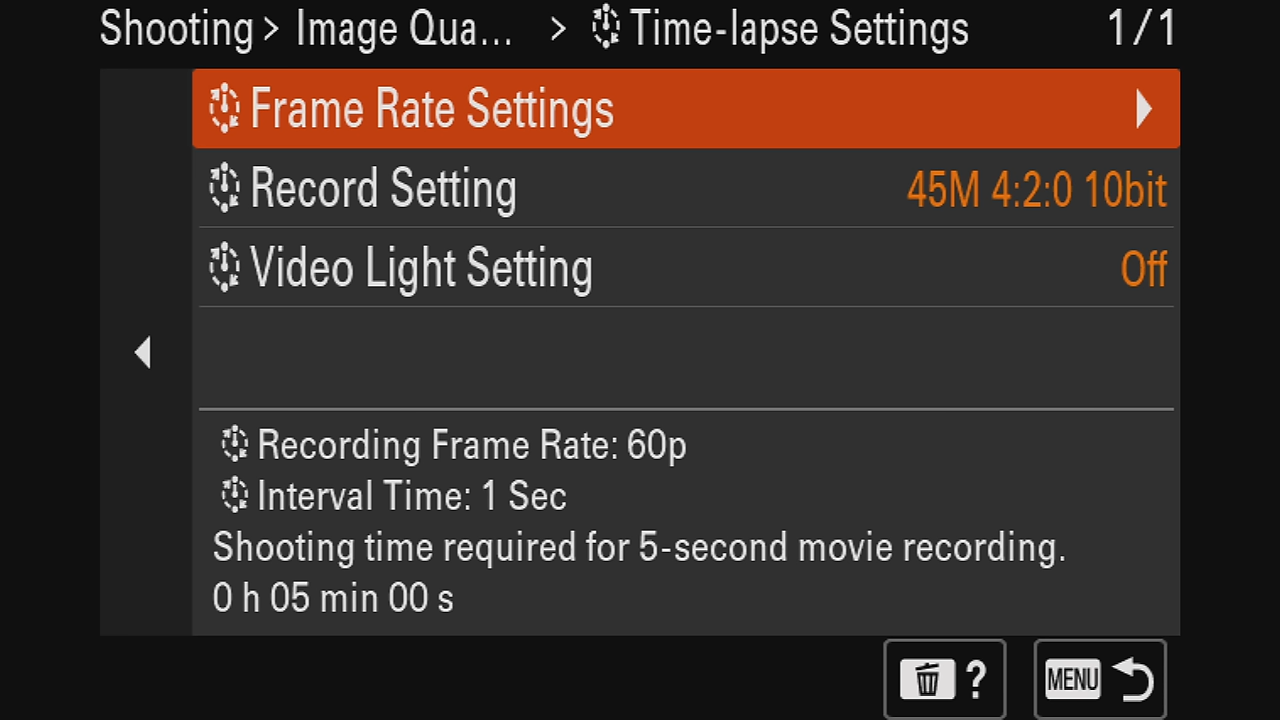 Shooting > Image Qua... > Time-lapse Settings 1/1
Frame Rate Settings
Record Setting 45M 4:2:0 10bit
Video Light Setting Off
Recording Frame Rate: 60p
Interval Time: 1 Sec
Shooting time required for 5-second movie recording.
0 h 05 min 00 s
? MENU